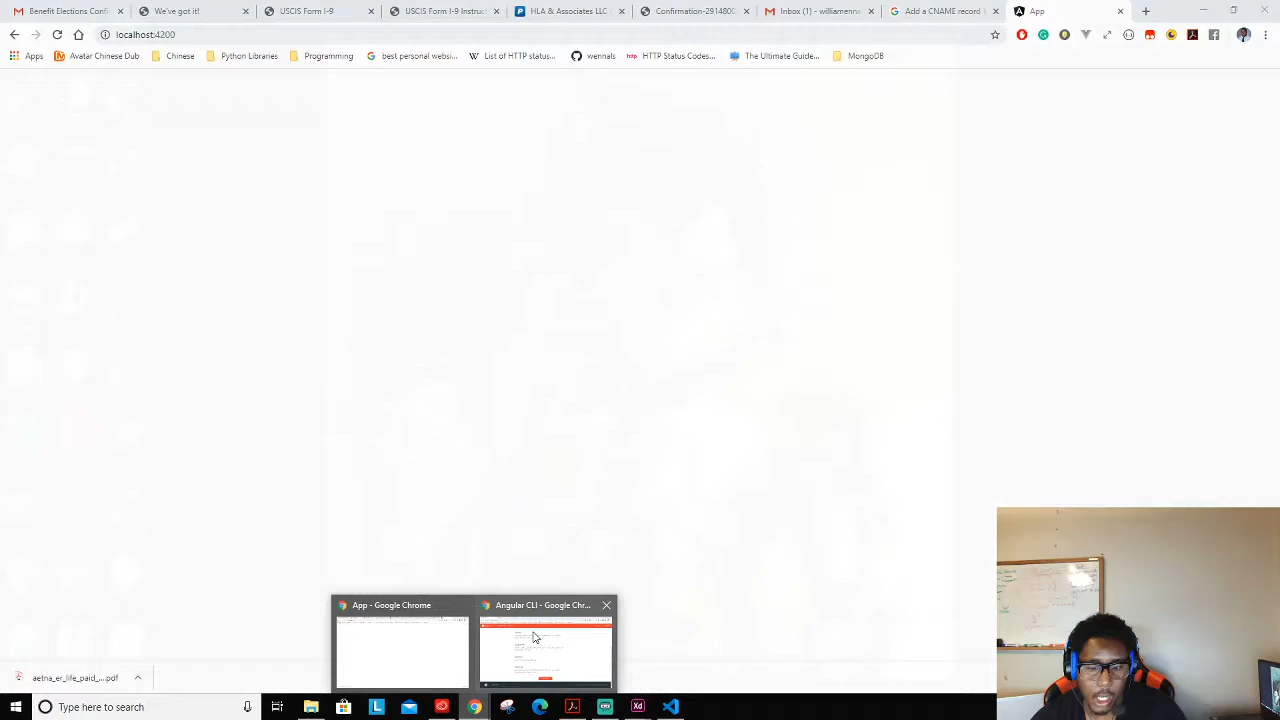 Benefit Elections Confi
We've got it!
USCIS Form I-9
USCIS Form I-9 Instruc
HLA & Associates LLC |
Confirmation-2914800
Inbox (1) - williamenna
Add a CNAME record
App
localhost:4200
Apps
Avatar Chinese Dub
Chinese
Python Libraries
Programming
best personal websi...
List of HTTP status...
wennals
HTTP Status Codes...
The Ultimate Guide...
MongoDB
App - Google Chrome
Angular CLI - Google Chr...
Type here to search